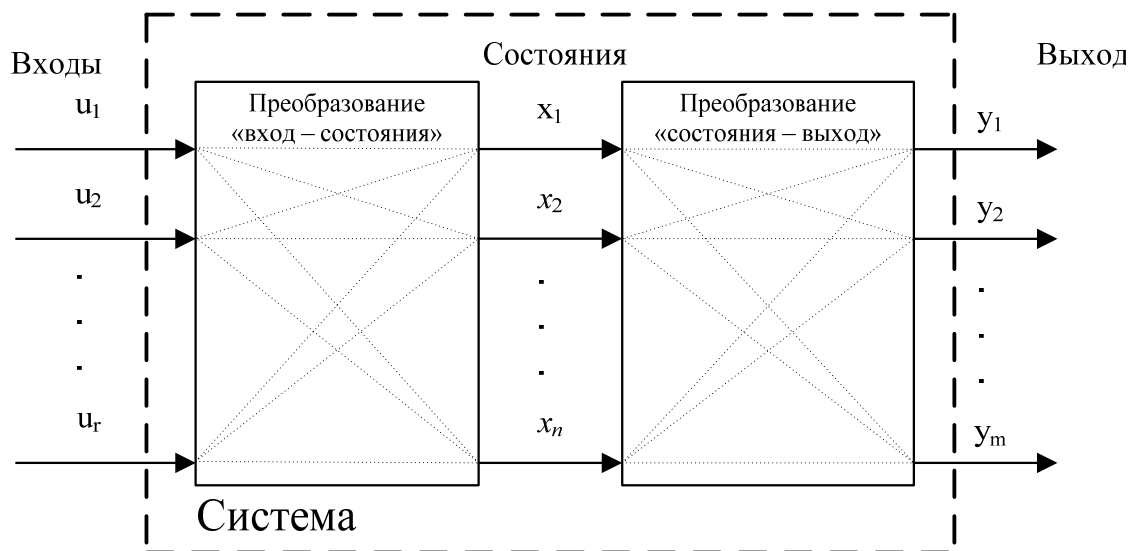 Состояния
Входы
Выход
Преобразование
«вход – состояния»
Преобразование
«состояния – выход»
u1
x1
y1
u2
x2
y2
.
.
.
.
.
.
.
.
.
ur
xn
ym
Система